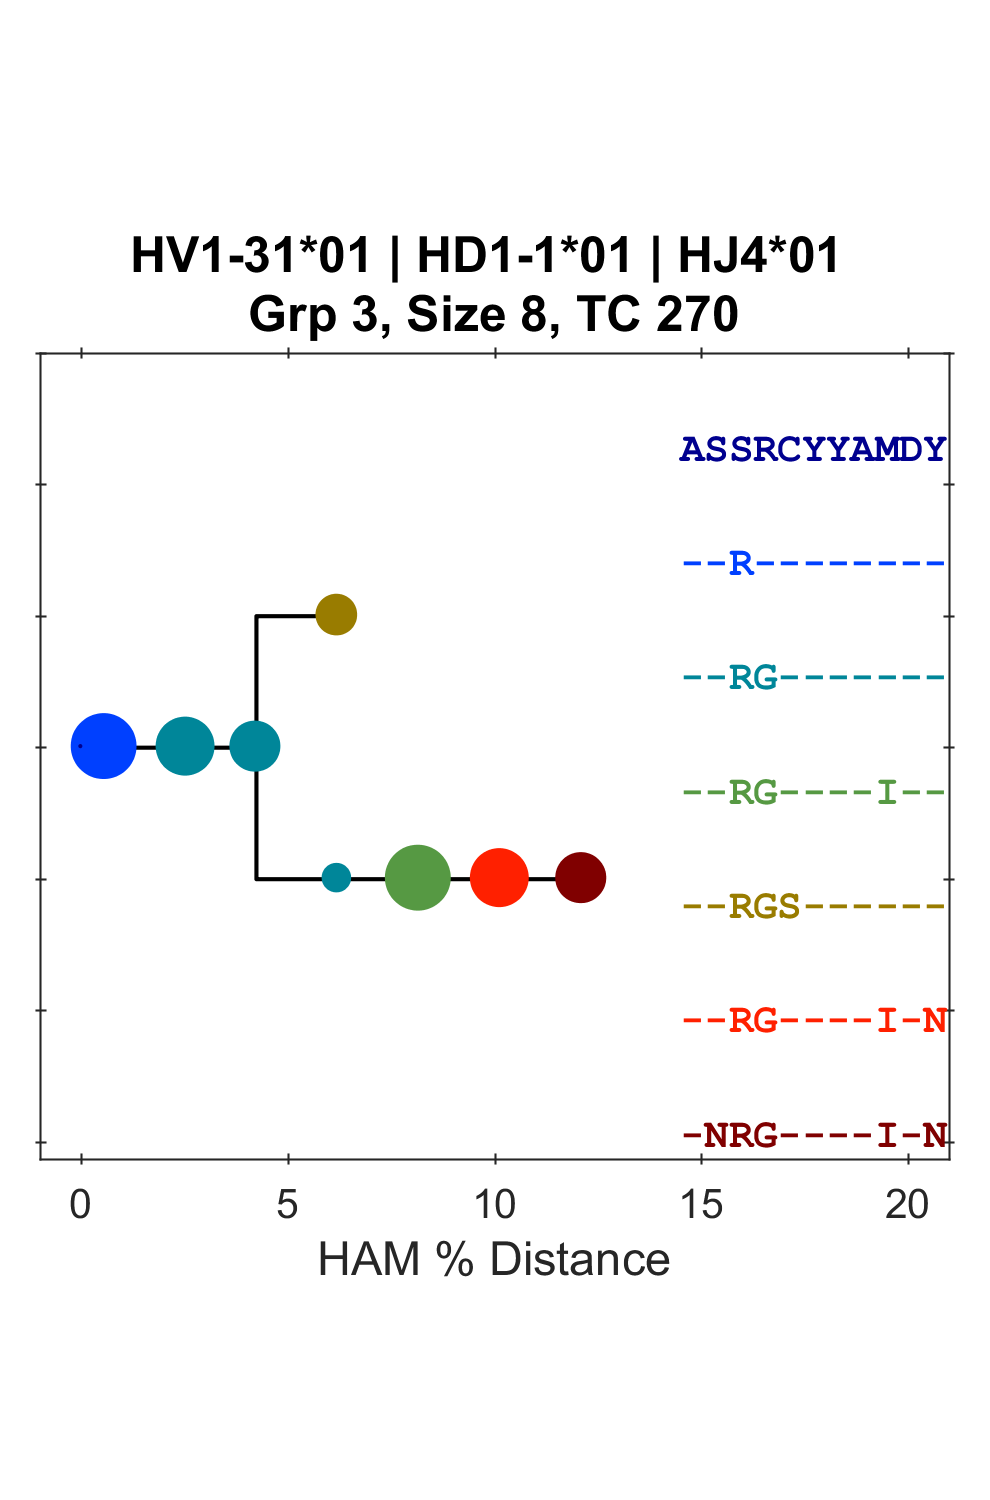 HV1-31*01 | HD1-1*01 | HJ4*01
Grp 3, Size 8, TC 270
ASSRCYYAMDY
--R--------
--RG-------
--RG----I--
--RGS------
--RG----I-N
-NRG----I-N
0 5 10 15 20
HAM % Distance